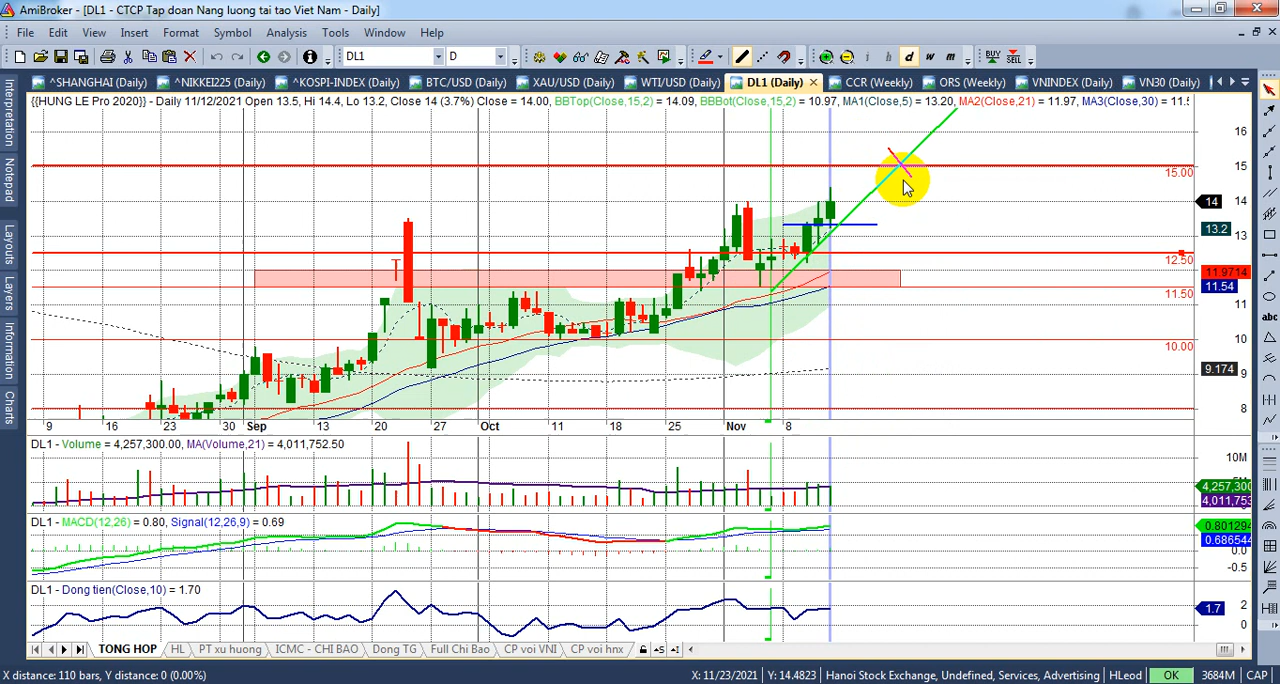 AmiBroker - [DL1 - CTCP Tap doan Nang luong tai tao Viet Nam - Daily]
File Edit View Insert Format Symbol Analysis Tools Window Help
DL1 D i h d w m BUY SELL
^SHANGHAI (Daily) ^NIKKEI225 (Daily) ^KOSPI-INDEX (Daily) BTC/USD (Daily) XAU/USD (Daily) WTI/USD (Daily) DL1 (Daily) CCR (Weekly) ORS (Weekly) VNINDEX (Daily) VN30 (Daily)
{{HUNG LE Pro 2020}} - Daily 11/12/2021 Open 13.5, Hi 14.4, Lo 13.2, Close 14 (3.7%) Close = 14.00, BBTop(Close,15,2) = 14.09, BBBot(Close,15,2) = 10.97, MA1(Close,5) = 13.20, MA2(Close,21) = 11.97, MA3(Close,30) = 11.5
Interpretation
Notepad
Layouts
Layers
Information
Charts
abc
16
15
15.00
14
14
13.2
13
12.50
11.9714
11.54
11.50
11
10.00
10
9.174
9
8
T
9 16 23 30 Sep 13 20 27 Oct 11 18 25 Nov 8
DL1 - Volume = 4,257,300.00, MA(Volume,21) = 4,011,752.50
10M
4,257,300
4,011,753
DL1 - MACD(12,26) = 0.80, Signal(12,26,9) = 0.69
0.801294
0.686544
0.0
-0.5
DL1 - Dong tien(Close,10) = 1.70
2
1.7
0
TONG HOP HL PT xu huong ICMC - CHI BAO Dong TG Full Chi Bao CP voi VNI CP voi hnx
X distance: 110 bars, Y distance: 0 (0.00%) X: 11/23/2021 Y: 14.4823 Hanoi Stock Exchange, Undefined, Services, Advertising HLeod OK 3684M CAP